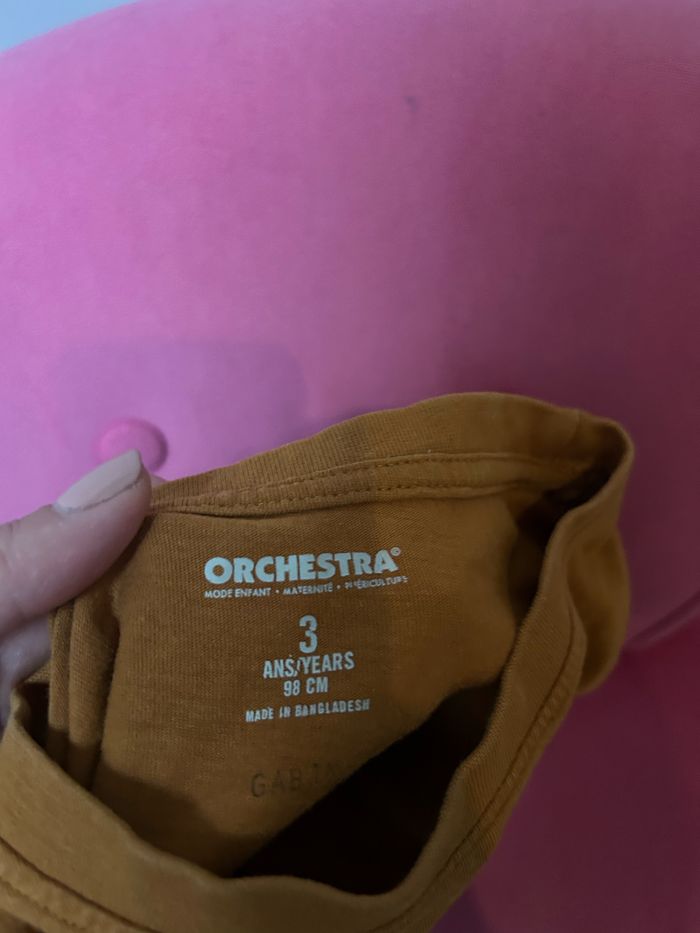 ORCHESTRA©
MODE ENFANT • MATERNITÉ • PUÉRICULTURE
3
ANS/YEARS
98 CM
MADE IN BANGLADESH